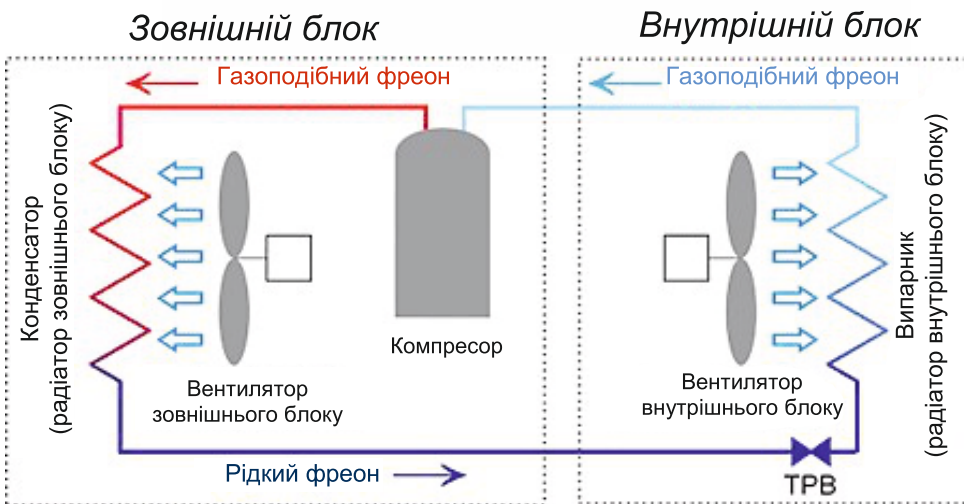 Зовнішній блок
Внутрішній блок
Газоподібний фреон
Газоподібний фреон
Конденсатор
(радіатор зовнішнього блоку)
Компресор
Вентилятор
зовнішнього блоку
Вентилятор
внутрішнього блоку
Випарник
(радіатор внутрішнього блоку)
Рідкий фреон
ТРВ